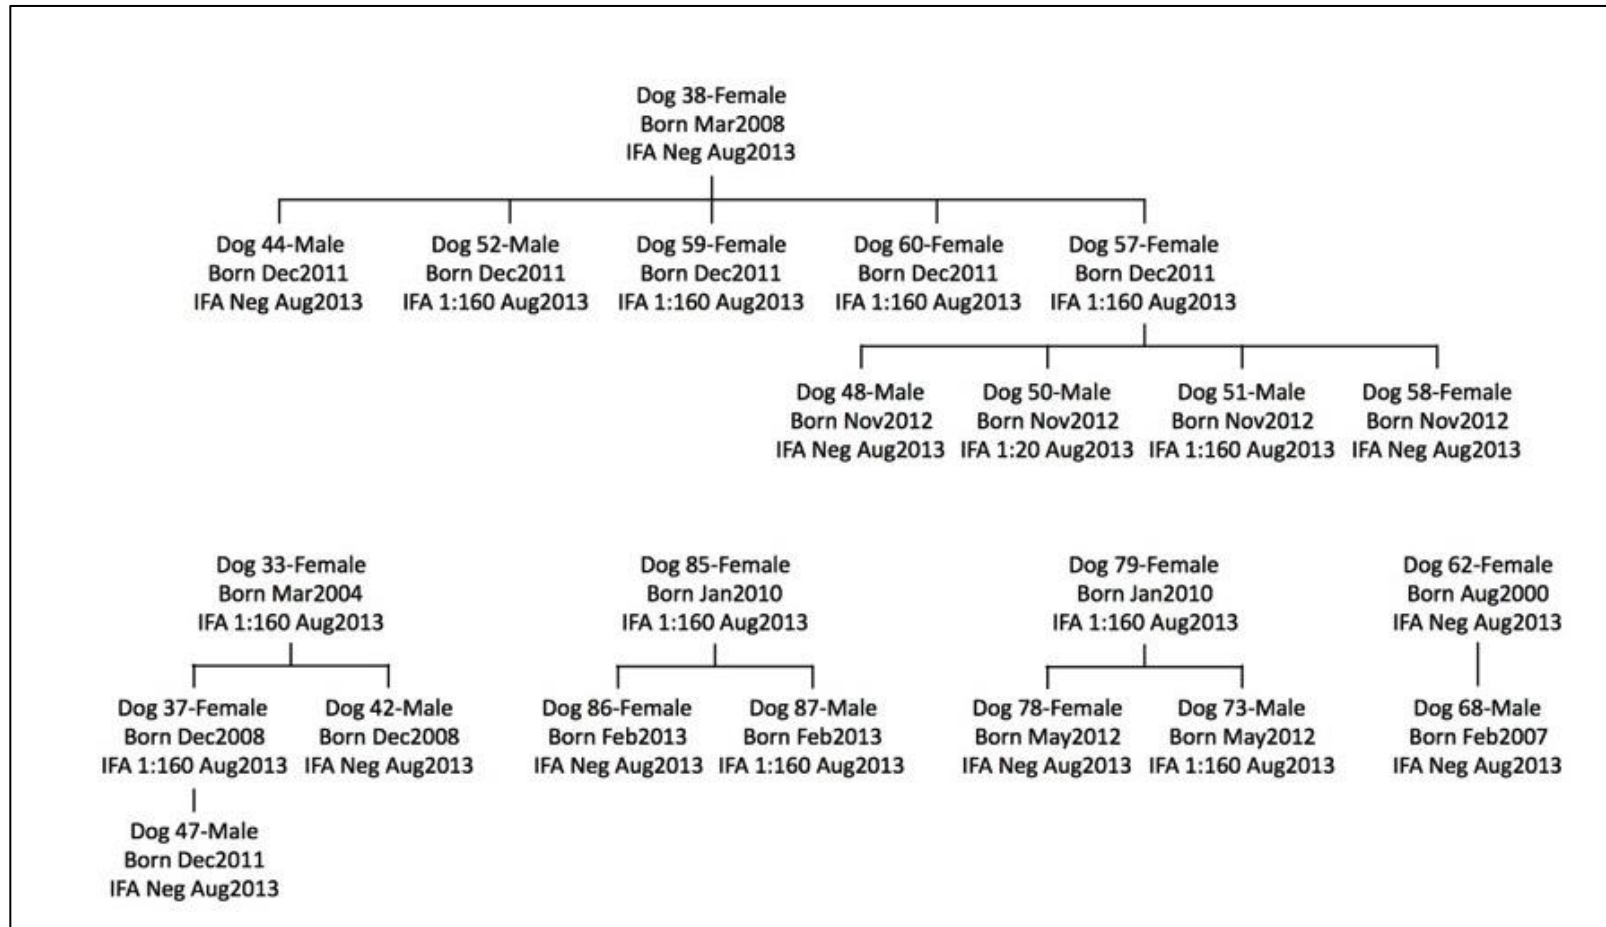 Dog 38-Female
Born Mar2008
IFA Neg Aug2013
Dog 44-Male
Born Dec2011
IFA Neg Aug2013
Dog 52-Male
Born Dec2011
IFA 1:160 Aug2013
Dog 59-Female
Born Dec2011
IFA 1:160 Aug2013
Dog 60-Female
Born Dec2011
IFA 1:160 Aug2013
Dog 57-Female
Born Dec2011
IFA 1:160 Aug2013
Dog 48-Male
Born Nov2012
IFA Neg Aug2013
Dog 50-Male
Born Nov2012
IFA 1:20 Aug2013
Dog 51-Male
Born Nov2012
IFA 1:160 Aug2013
Dog 58-Female
Born Nov2012
IFA Neg Aug2013
Dog 33-Female
Born Mar2004
IFA 1:160 Aug2013
Dog 85-Female
Born Jan2010
IFA 1:160 Aug2013
Dog 79-Female
Born Jan2010
IFA 1:160 Aug2013
Dog 62-Female
Born Aug2000
IFA Neg Aug2013
Dog 37-Female
Born Dec2008
IFA 1:160 Aug2013
Dog 42-Male
Born Dec2008
IFA Neg Aug2013
Dog 86-Female
Born Feb2013
IFA Neg Aug2013
Dog 87-Male
Born Feb2013
IFA 1:160 Aug2013
Dog 78-Female
Born May2012
IFA Neg Aug2013
Dog 73-Male
Born May2012
IFA 1:160 Aug2013
Dog 68-Male
Born Feb2007
IFA Neg Aug2013
Dog 47-Male
Born Dec2011
IFA Neg Aug2013